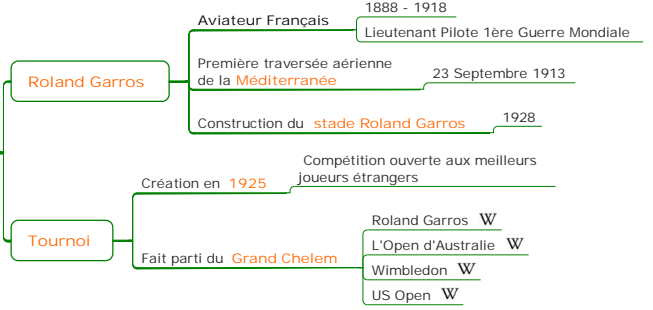 Roland Garros
Aviateur Français
1888 - 1918
Lieutenant Pilote 1ère Guerre Mondiale
Première traversée aérienne
de la Méditerranée
23 Septembre 1913
Construction du stade Roland Garros
1928
Tournoi
Création en 1925
Compétition ouverte aux meilleurs
joueurs étrangers
Fait parti du Grand Chelem
Roland Garros W
L'Open d'Australie W
Wimbledon W
US Open W